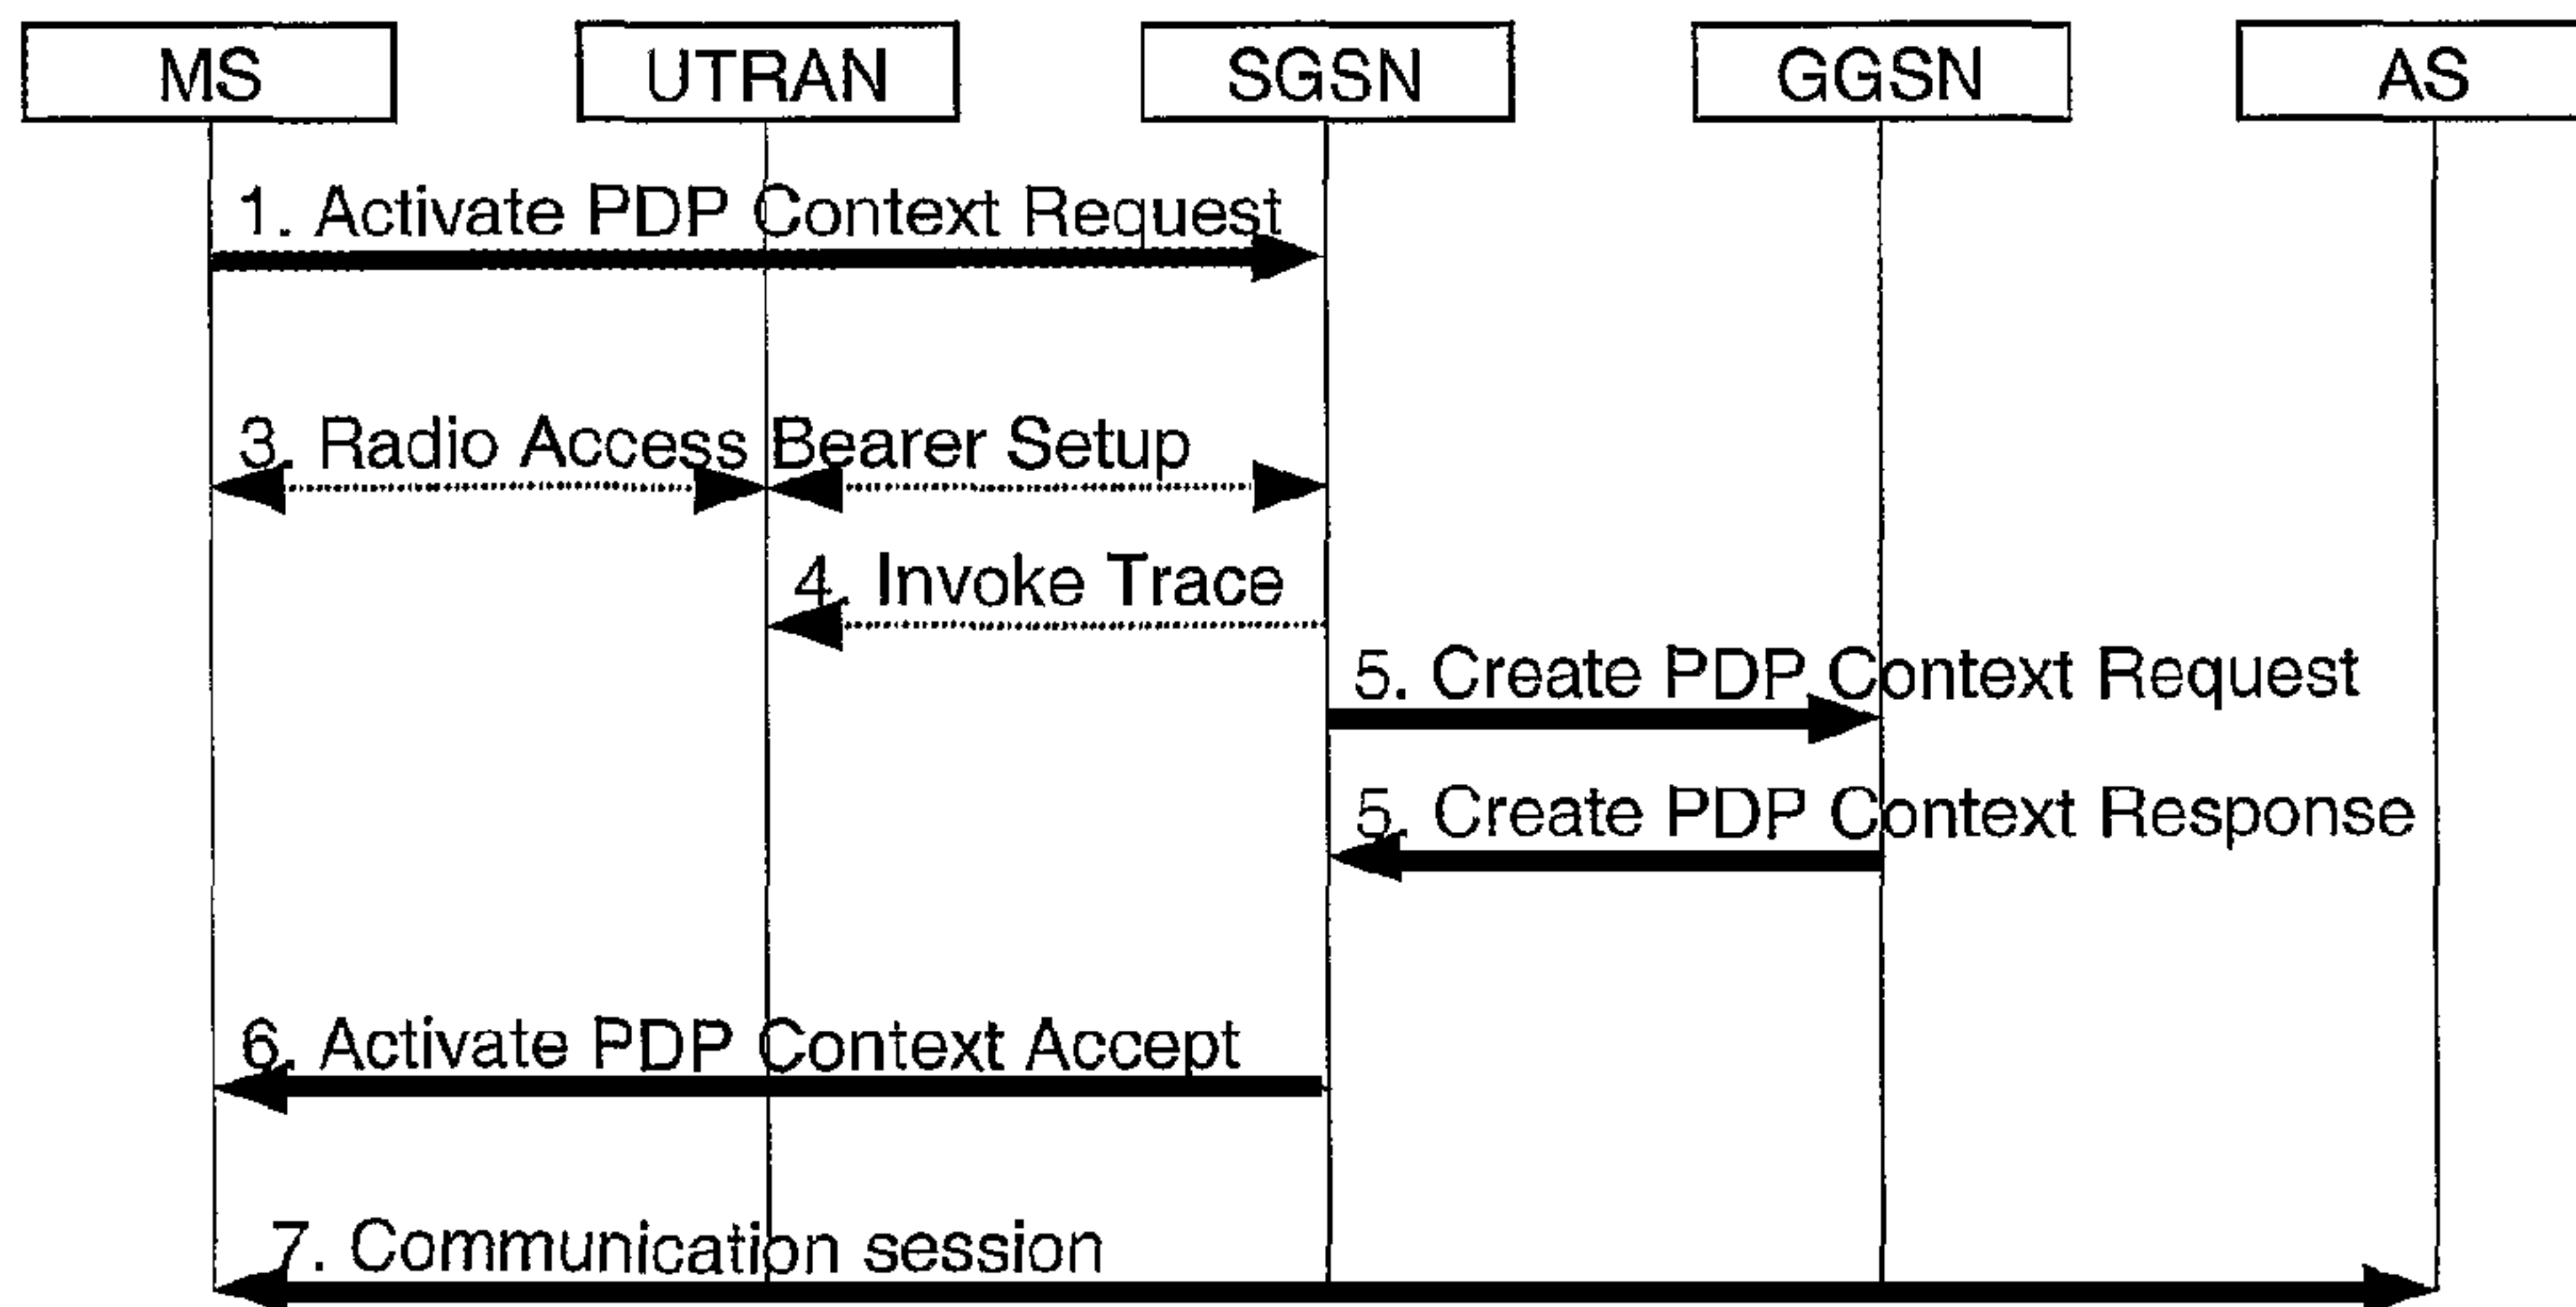 MS UTRAN SGSN GGSN AS
1. Activate PDP Context Request
3. Radio Access Bearer Setup
4. Invoke Trace
5. Create PDP Context Request
5. Create PDP Context Response
6. Activate PDP Context Accept
7. Communication session